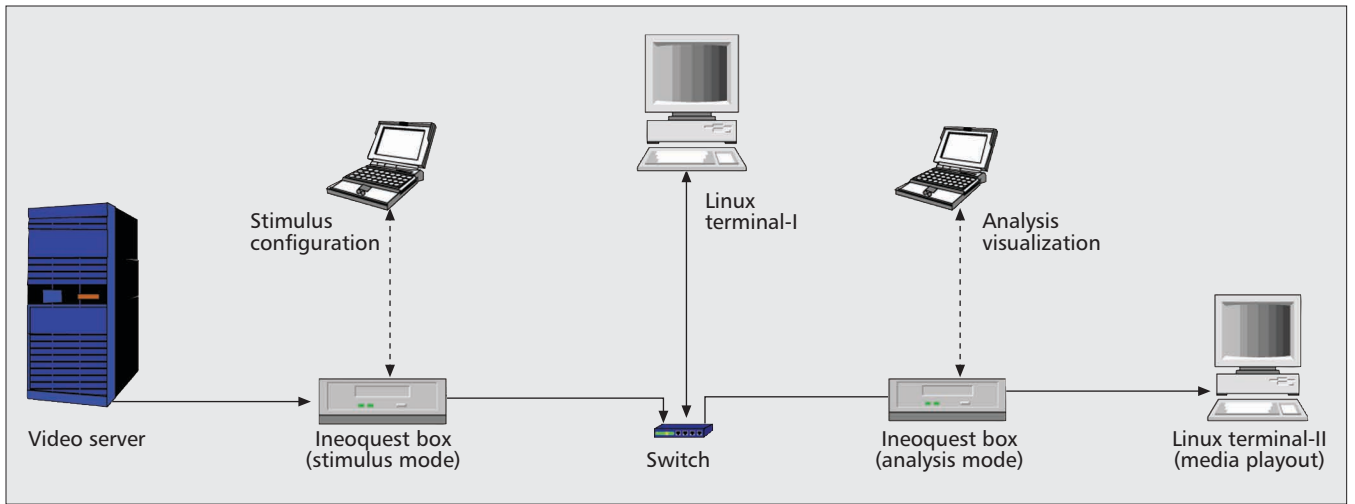 Stimulus
configuration
Linux
terminal-I
Analysis
visualization
Video server
Ineoquest box
(stimulus mode)
Switch
Ineoquest box
(analysis mode)
Linux terminal-II
(media playout)